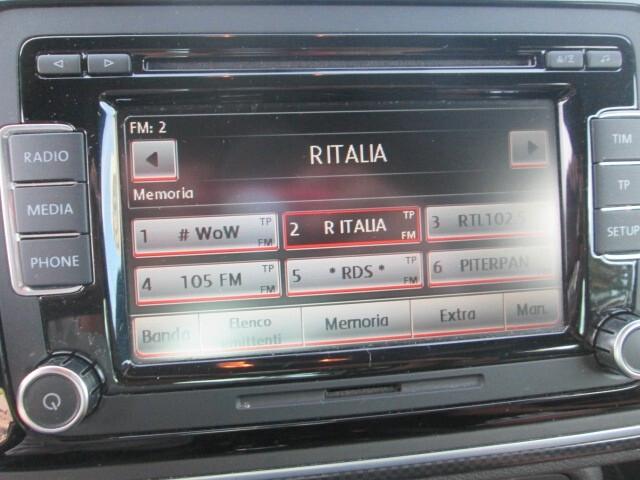 FM: 2
R ITALIA
Memoria
1 # WoW TP FM
2 R ITALIA TP FM
3 RTL102.5
4 105 FM TP FM
5 * RDS * TP FM
6 PITERPAN
Banda
Elenco
emittenti
Memoria
Extra
Man.
RADIO
MEDIA
PHONE
TIM
TP
SETUP